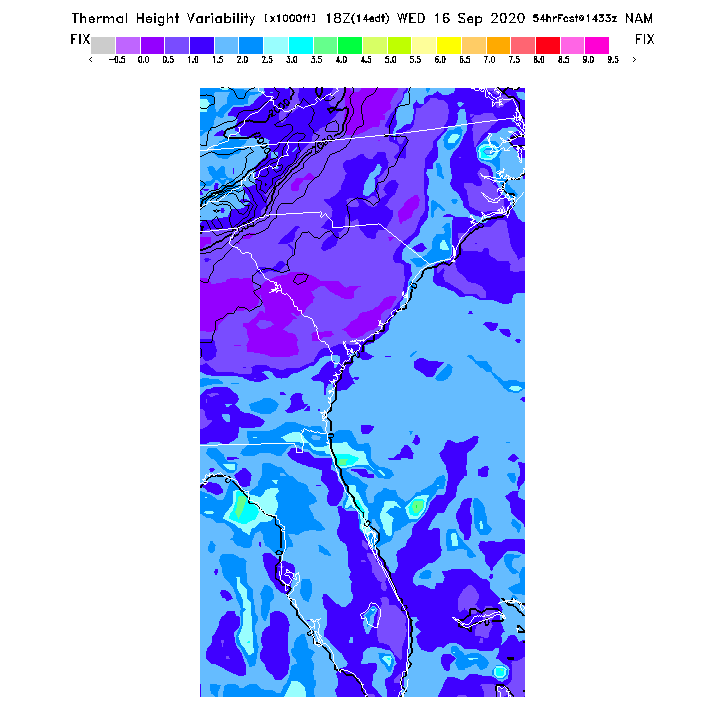 Thermal Height Variability [x1000ft] 18Z(14edt) WED 16 Sep 2020 54hrFcst@1433z NAM
FIX FIX
< -0.5 0.0 0.5 1.0 1.5 2.0 2.5 3.0 3.5 4.0 4.5 5.0 5.5 6.0 6.5 7.0 7.5 8.0 8.5 9.0 9.5 >